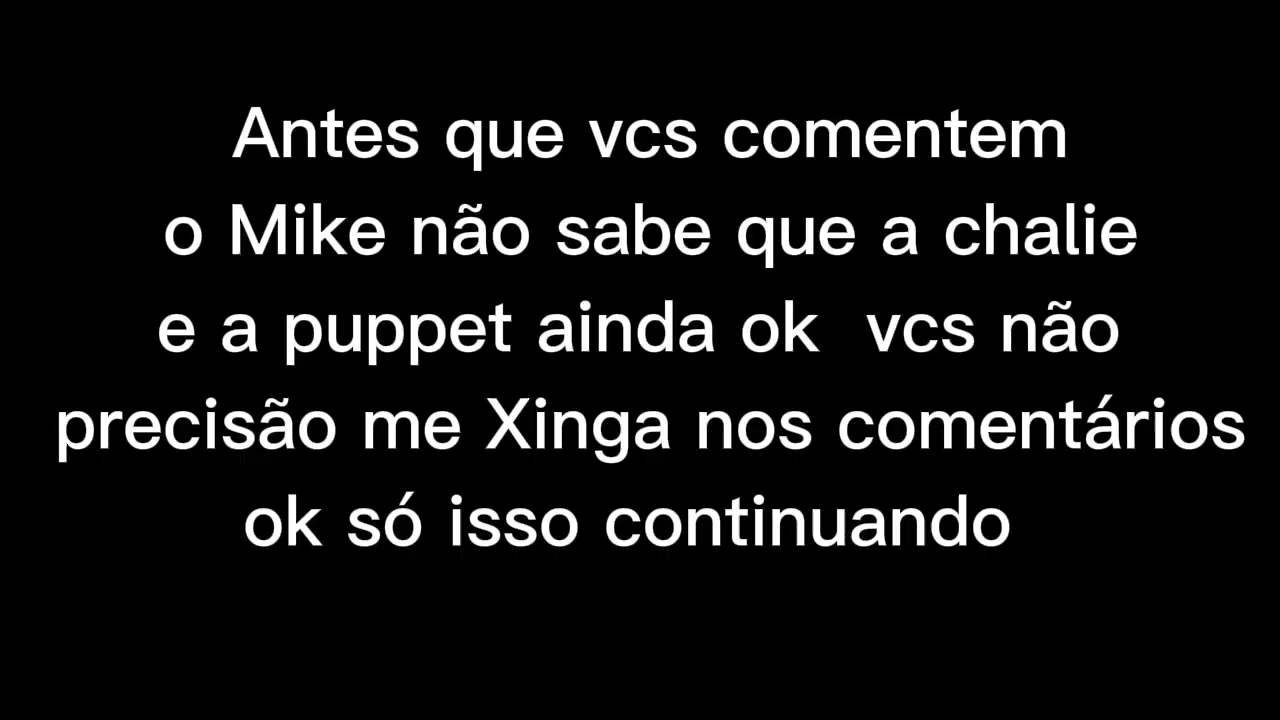 Antes que vcs comentem
o Mike não sabe que a chalie
e a puppet ainda ok vcs não
precisão me Xinga nos comentários
ok só isso continuando